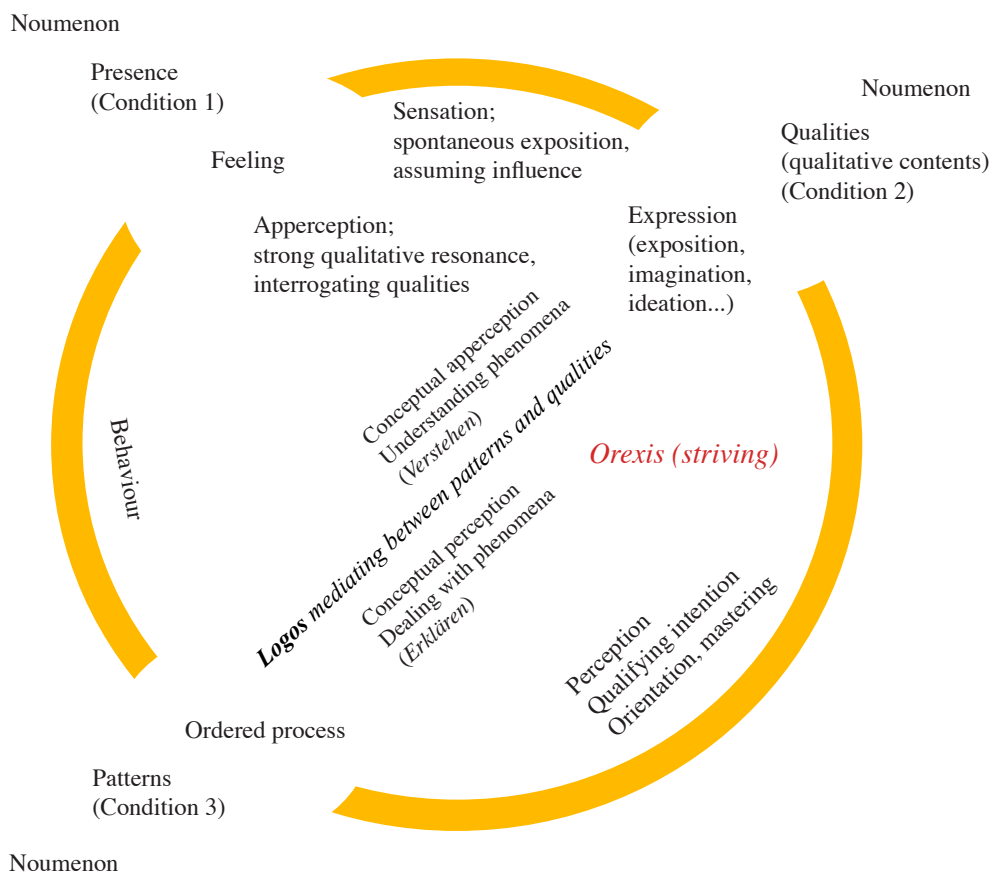 Noumenon
Presence
(Condition 1)
Noumenon
Qualities
(qualitative contents)
(Condition 2)
Sensation;
spontaneous exposition,
assuming influence
Feeling
Apperception;
strong qualitative resonance,
interrogating qualities
Expression
(exposition,
imagination,
ideation...)
Conceptual apperception
Understanding phenomena
(Verstehen)
Logos mediating between patterns and qualities
Orexis (striving)
Behaviour
Conceptual perception
Dealing with phenomena
(Erklären)
Perception
Qualifying intention
Orientation, mastering
Ordered process
Patterns
(Condition 3)
Noumenon